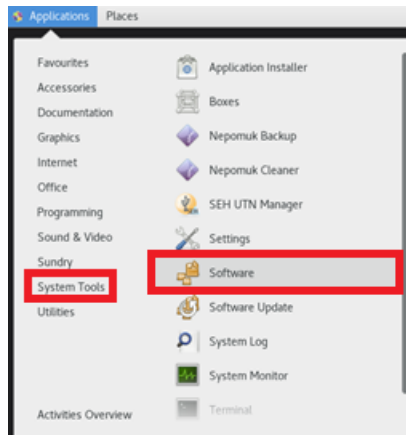 Applications Places
Favourites
Accessories
Documentation
Graphics
Internet
Office
Programming
Sound & Video
Sundry
System Tools
Utilities
Activities Overview
Application Installer
Boxes
Nepomuk Backup
Nepomuk Cleaner
SEH UTN Manager
Settings
Software
Software Update
System Log
System Monitor
Terminal